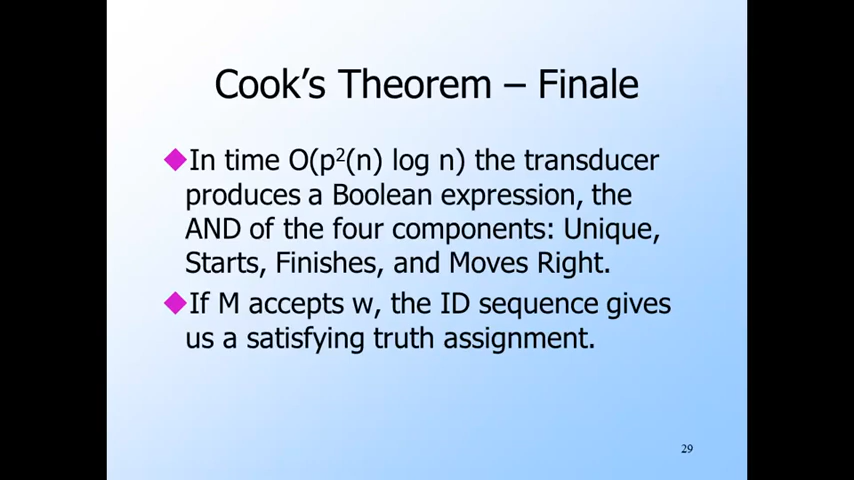 Cook’s Theorem – Finale
◆In time O(p²(n) log n) the transducer
produces a Boolean expression, the
AND of the four components: Unique,
Starts, Finishes, and Moves Right.
◆If M accepts w, the ID sequence gives
us a satisfying truth assignment.
29